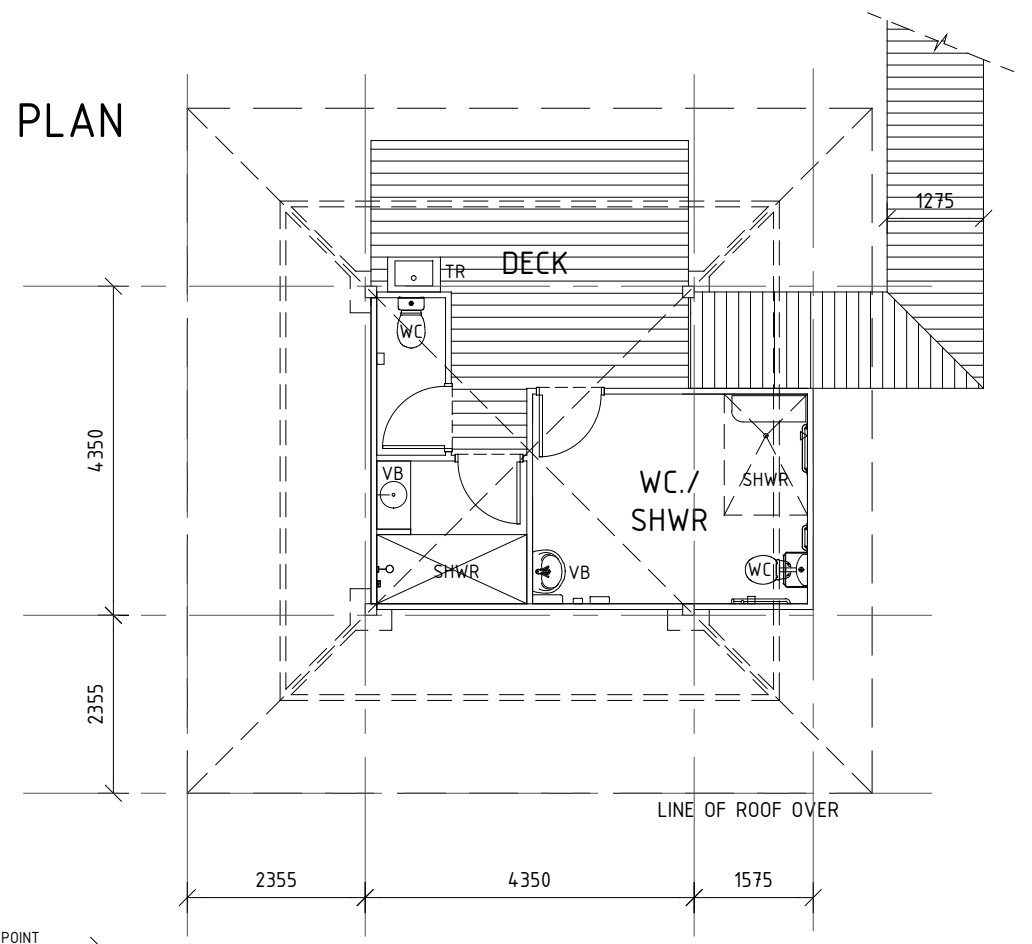 PLAN
1275
DECK
TR
WC
4350
VB
WC./
SHWR
SHWR
SHWR
VB
WC
2355
LINE OF ROOF OVER
2355
4350
1575
POINT